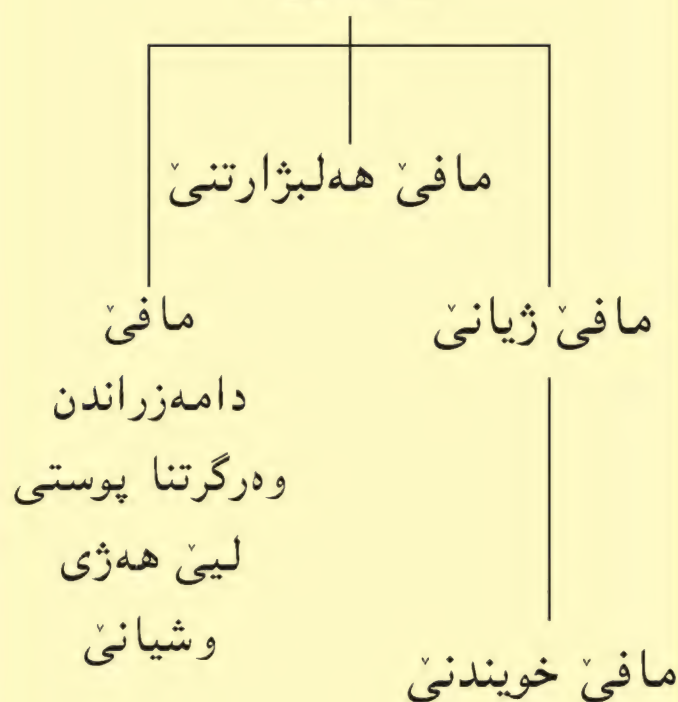 مافێ هەلبژارتنێ
مافێ ژیانێ
مافێ خویندنێ
مافێ
دامەزراندن
وەرگرتنا پوستی
لیێ هەژی
وشیانێ